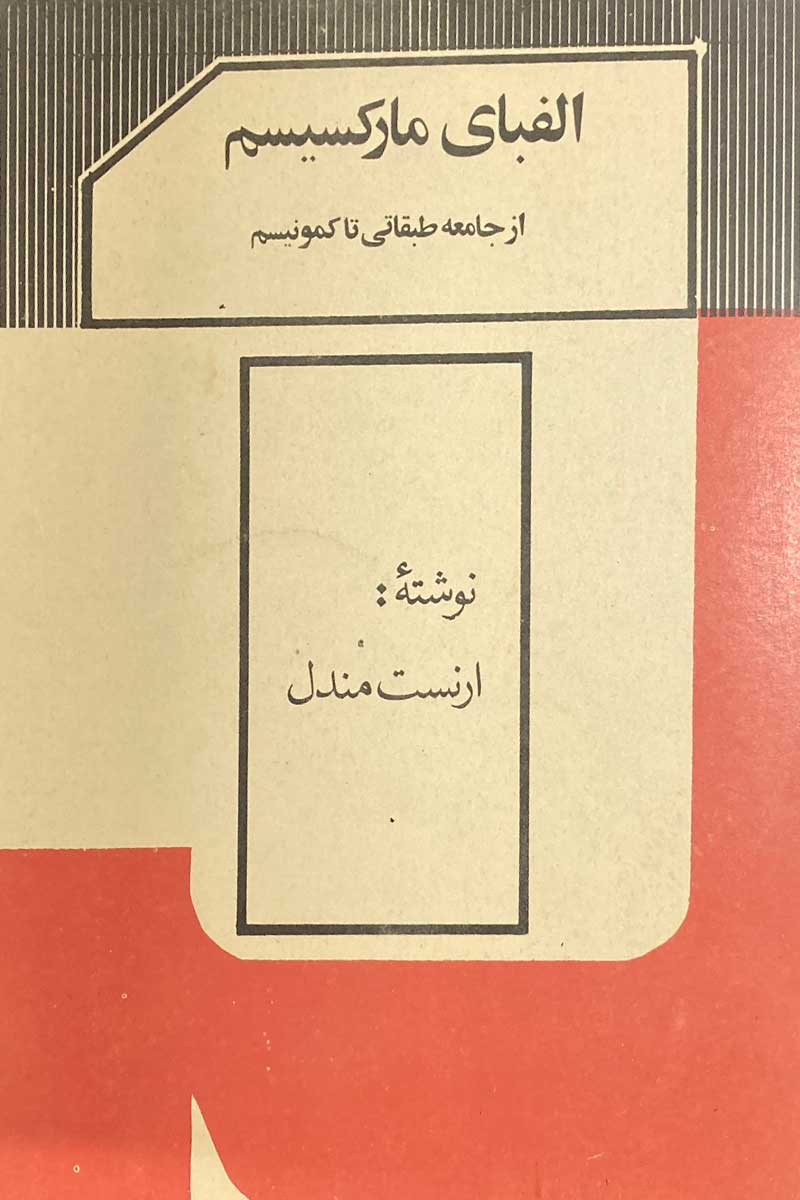 الفبای مارکسیسم
از جامعه طبقاتی تا کمونیسم
نوشتهٔ :
ارنست مندل